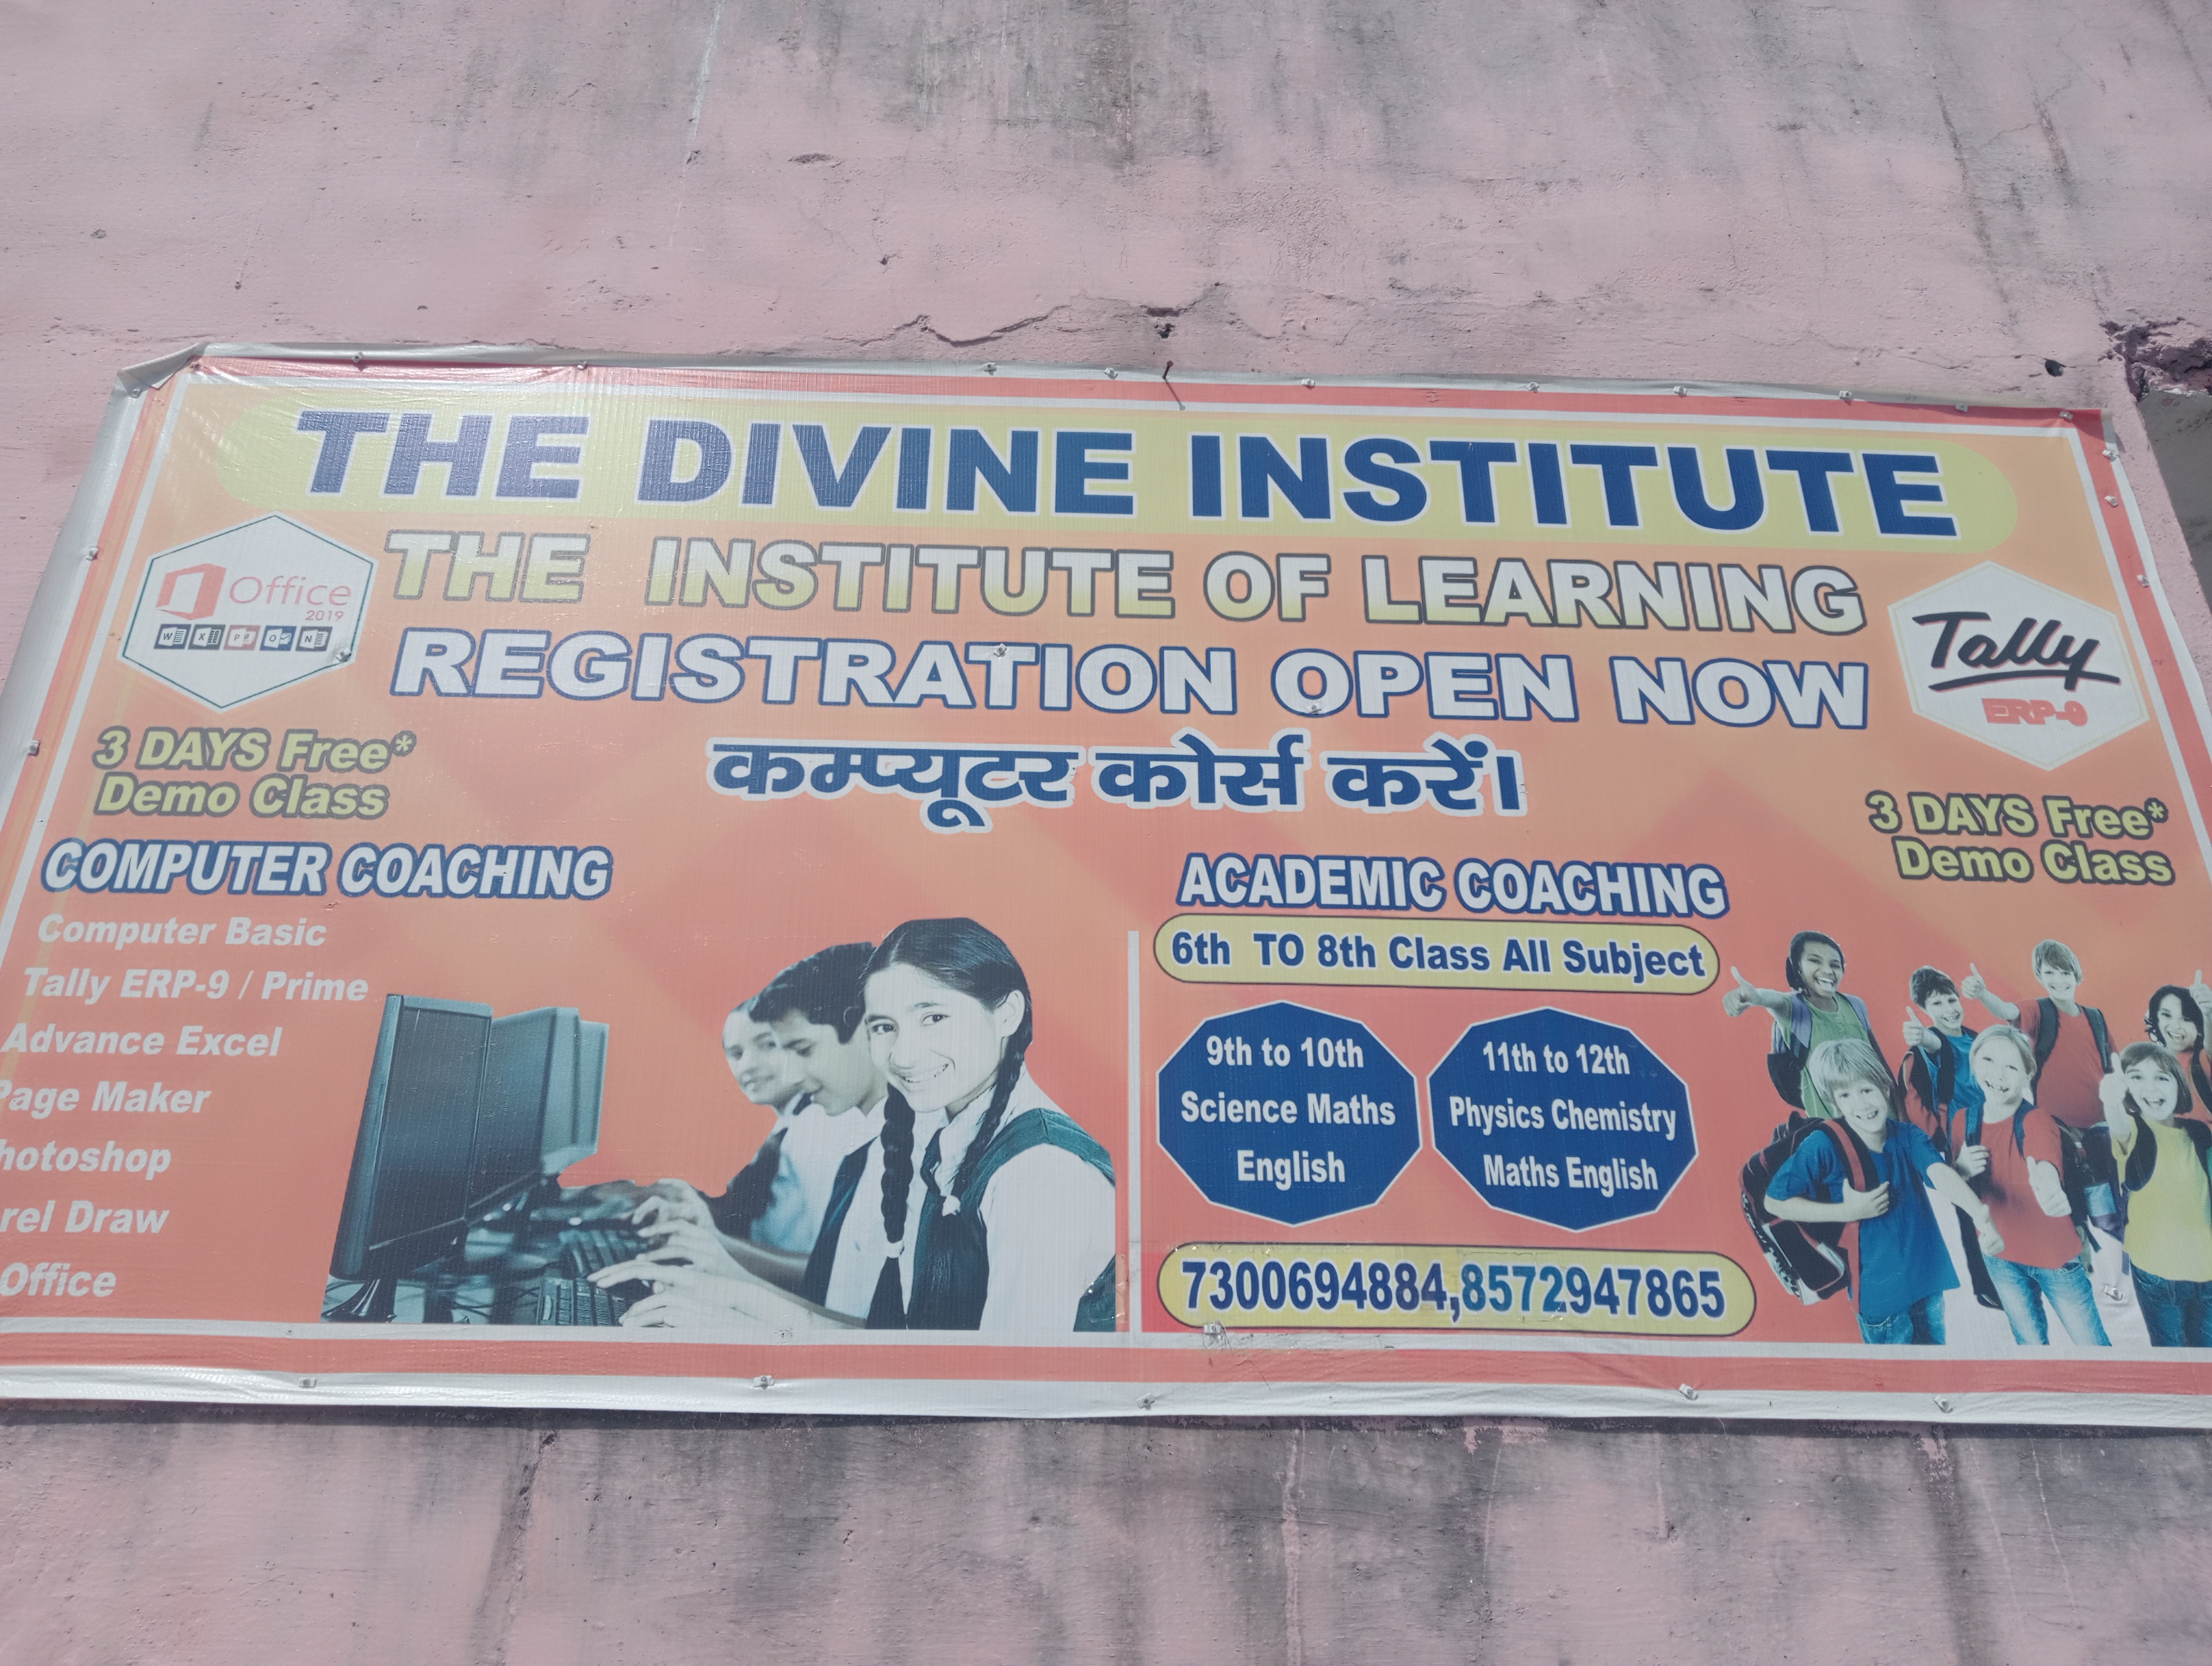 THE DIVINE INSTITUTE
THE INSTITUTE OF LEARNING
REGISTRATION OPEN NOW
Office
2019
Tally
ERP-9
कम्प्यूटर कोर्स करें।
3 DAYS Free*
Demo Class
3 DAYS Free*
Demo Class
COMPUTER COACHING
Computer Basic
Tally ERP-9 / Prime
Advance Excel
Page Maker
hotoshop
rel Draw
Office
ACADEMIC COACHING
6th TO 8th Class All Subject
9th to 10th
Science Maths
English
11th to 12th
Physics Chemistry
Maths English
7300694884,8572947865